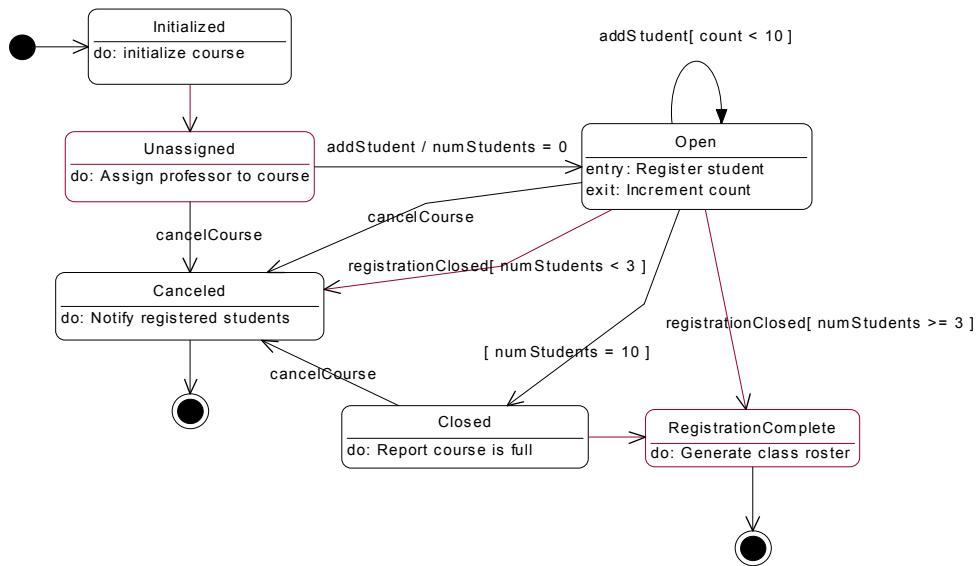 Initialized
do: initialize course
addStudent[ count < 10 ]
Unassigned
do: Assign professor to course
addStudent / numStudents = 0
Open
entry: Register student
exit: Increment count
cancelCourse
cancelCourse
registrationClosed[ numStudents < 3 ]
Canceled
do: Notify registered students
registrationClosed[ numStudents >= 3 ]
[ numStudents = 10 ]
cancelCourse
Closed
do: Report course is full
RegistrationComplete
do: Generate class roster